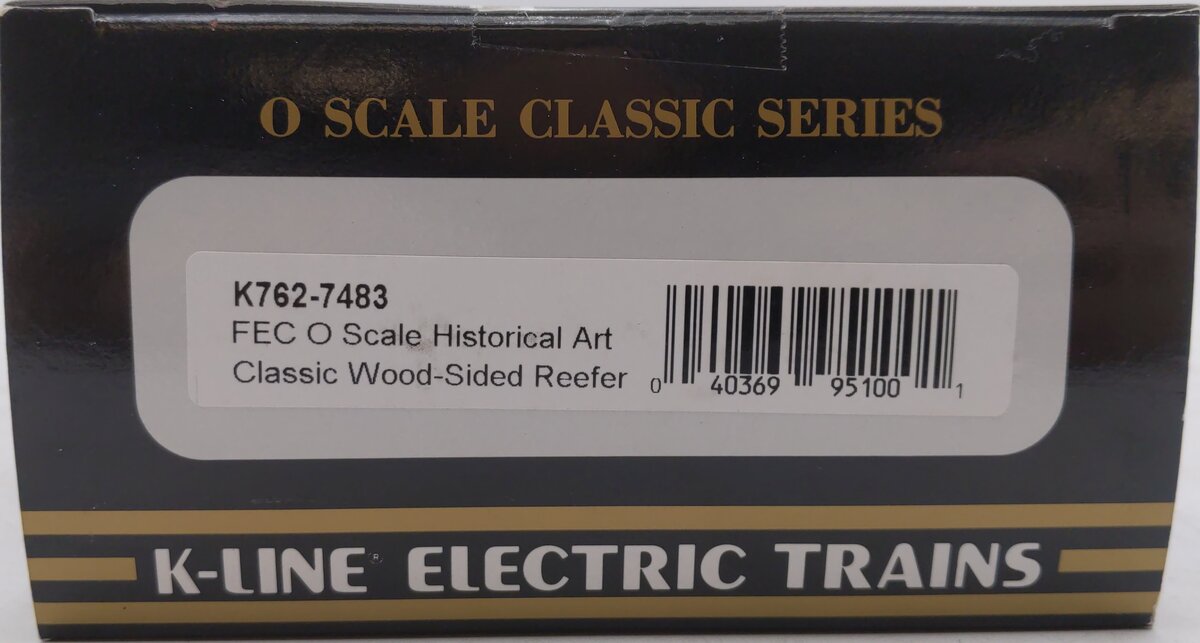 O SCALE CLASSIC SERIES
K762-7483
FEC O Scale Historical Art
Classic Wood-Sided Reefer
0 40369 95100 1
K-LINE® ELECTRIC TRAINS